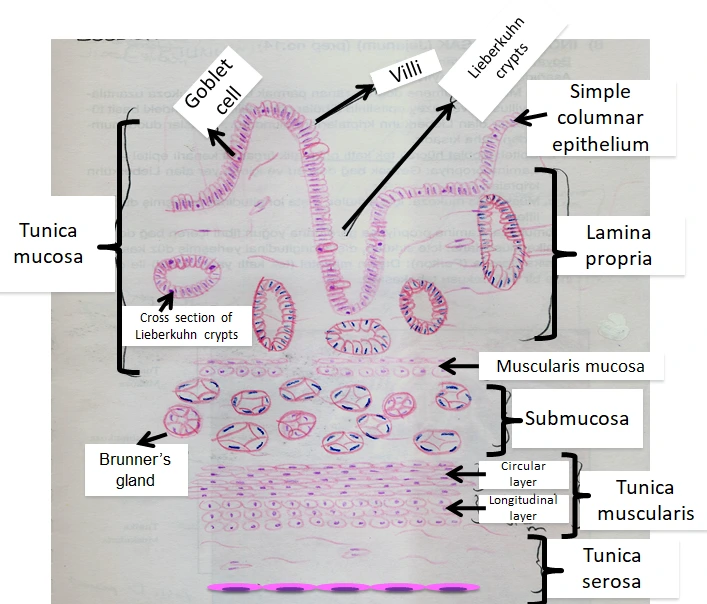 Goblet
cell
Villi
Lieberkuhn
crypts
Simple
columnar
epithelium
Tunica
mucosa
Lamina
propria
Cross section of
Lieberkuhn crypts
Muscularis mucosa
Submucosa
Brunner's
gland
Circular
layer
Longitudinal
layer
Tunica
muscularis
Tunica
serosa